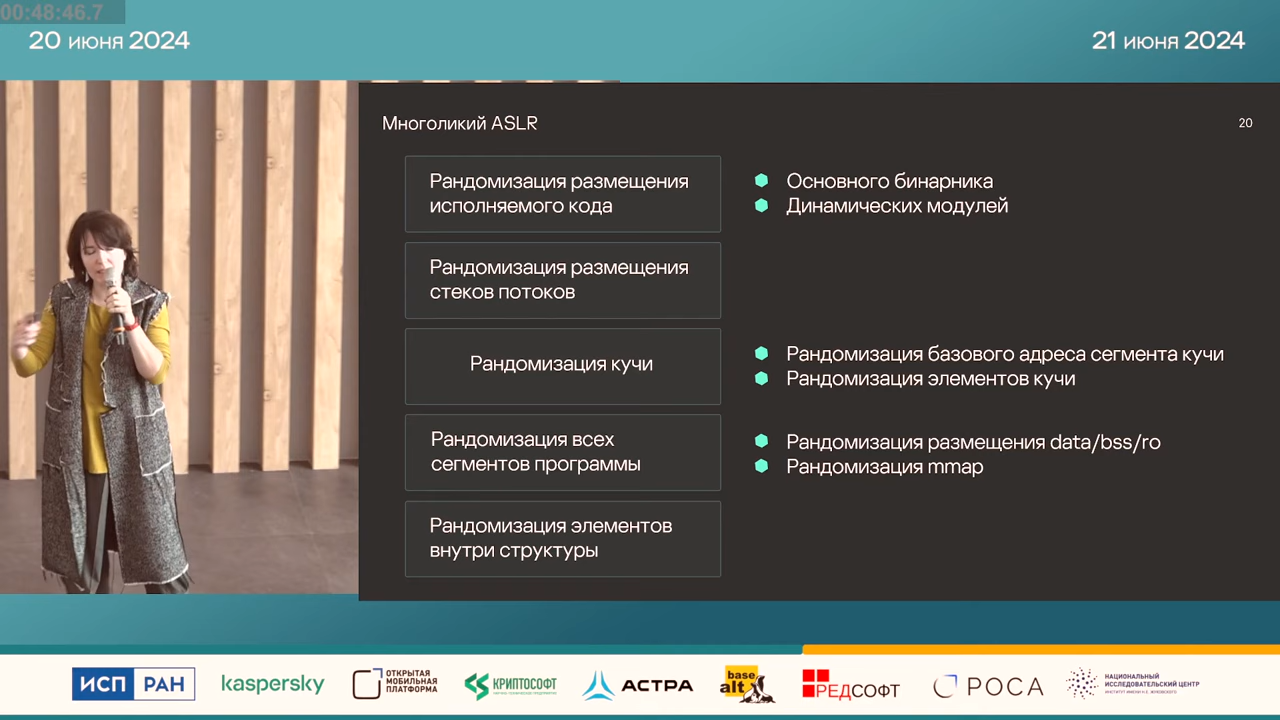 00:48:46.7
20 июня 2024
21 июня 2024
Многоликий ASLR
20
Рандомизация размещения
исполняемого кода
Основного бинарника
Динамических модулей
Рандомизация размещения
стеков потоков
Рандомизация кучи
Рандомизация базового адреса сегмента кучи
Рандомизация элементов кучи
Рандомизация всех
сегментов программы
Рандомизация размещения data/bss/ro
Рандомизация mmap
Рандомизация элементов
внутри структуры
ИСП РАН
kaspersky
ОТКРЫТАЯ
МОБИЛЬНАЯ
ПЛАТФОРМА
КРИПТОСОФТ
АСТРА
base
alt
РЕДСОФТ
РОСА
НАЦИОНАЛЬНЫЙ
ИССЛЕДОВАТЕЛЬСКИЙ ЦЕНТР